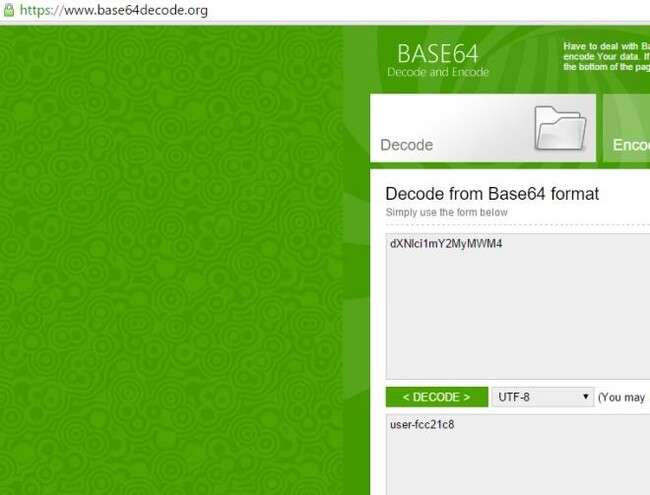 https://www.base64decode.org
BASE64
Decode and Encode
Have to deal with Ba
encode Your data. If
the bottom of the pag
Decode
Enco
Decode from Base64 format
Simply use the form below
dXNlci1mY2MyMWM4
< DECODE > UTF-8 (You may
user-fcc21c8